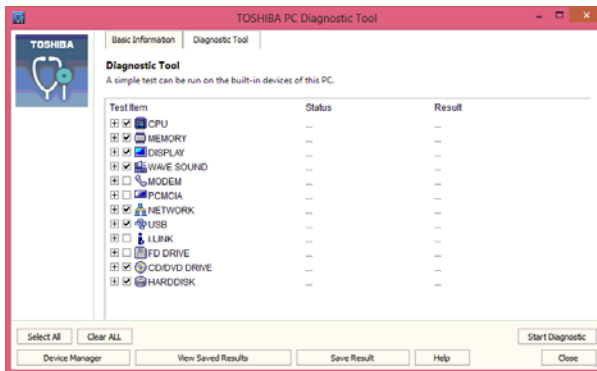 TOSHIBA PC Diagnostic Tool
TOSHIBA
Basic Information Diagnostic Tool
Diagnostic Tool
A simple test can be run on the built-in devices of this PC.
Test Item Status Result
CPU ... ...
MEMORY ... ...
DISPLAY ... ...
WAVE SOUND ... ...
MODEM ... ...
PCMCIA ... ...
NETWORK ... ...
USB ... ...
i.LINK ... ...
FD DRIVE ... ...
CD/DVD DRIVE ... ...
HARDDISK ... ...
Select All Clear ALL Start Diagnostic
Device Manager View Saved Results Save Result Help Close